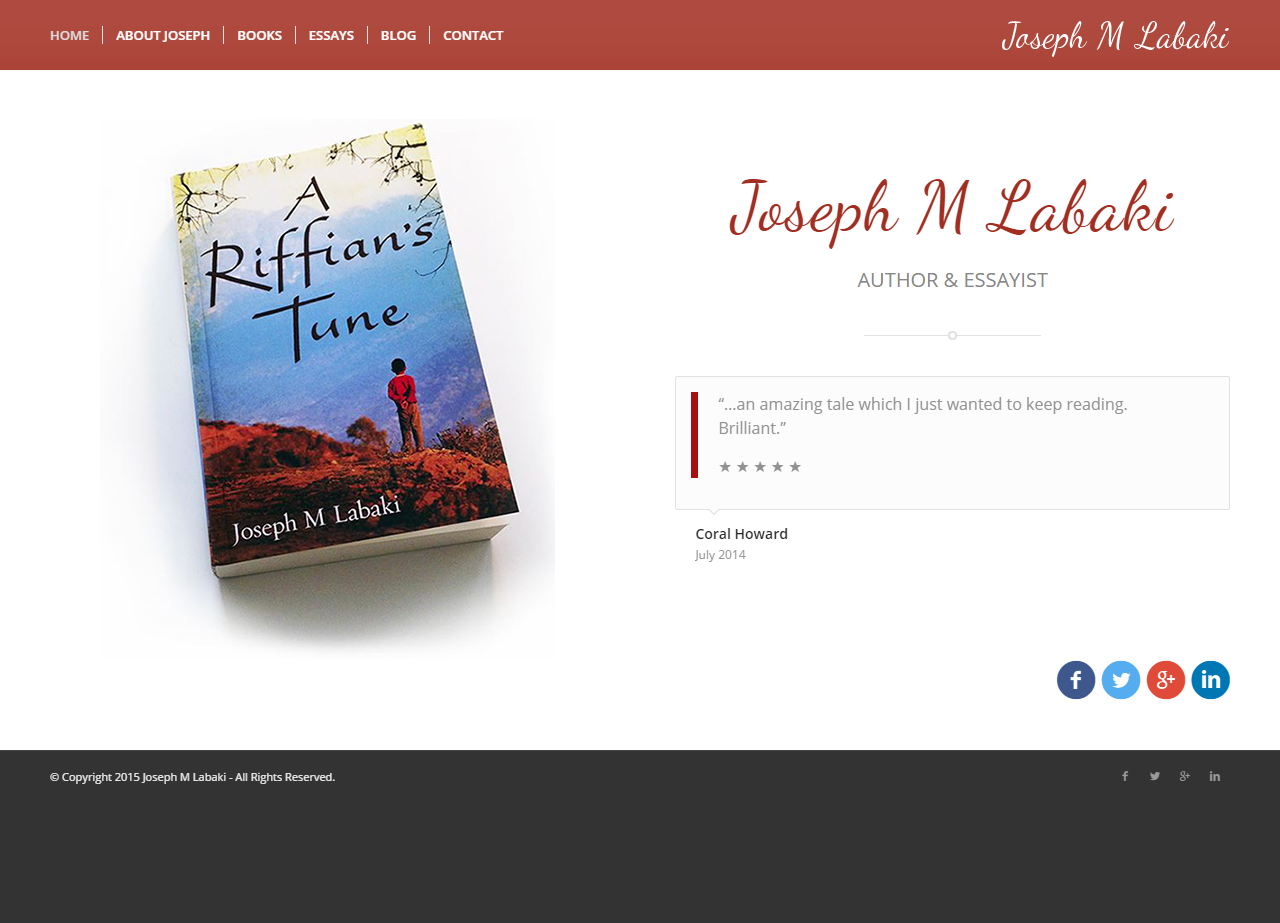 HOME
ABOUT JOSEPH
BOOKS
ESSAYS
BLOG
CONTACT
Joseph M Labaki
A
Riffian's
Tune
Joseph M Labaki
Joseph M Labaki
AUTHOR & ESSAYIST
“...an amazing tale which I just wanted to keep reading.
Brilliant.”
★ ★ ★ ★ ★
Coral Howard
July 2014
© Copyright 2015 Joseph M Labaki - All Rights Reserved.